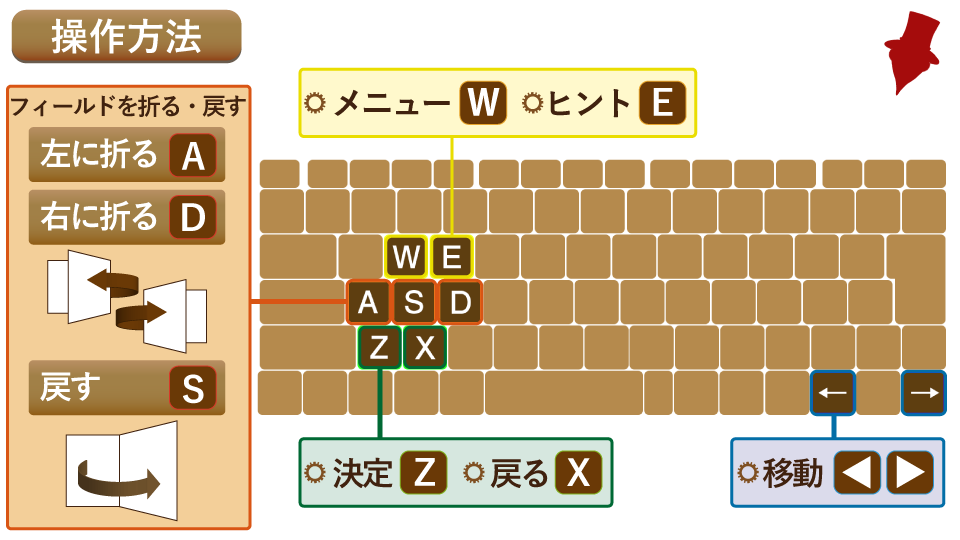 操作方法
フィールドを折る・戻す
左に折る A
右に折る D
戻す S
メニュー W ヒント E
W E
A S D
Z X
← →
決定 Z 戻る X
移動 ◀ ▶